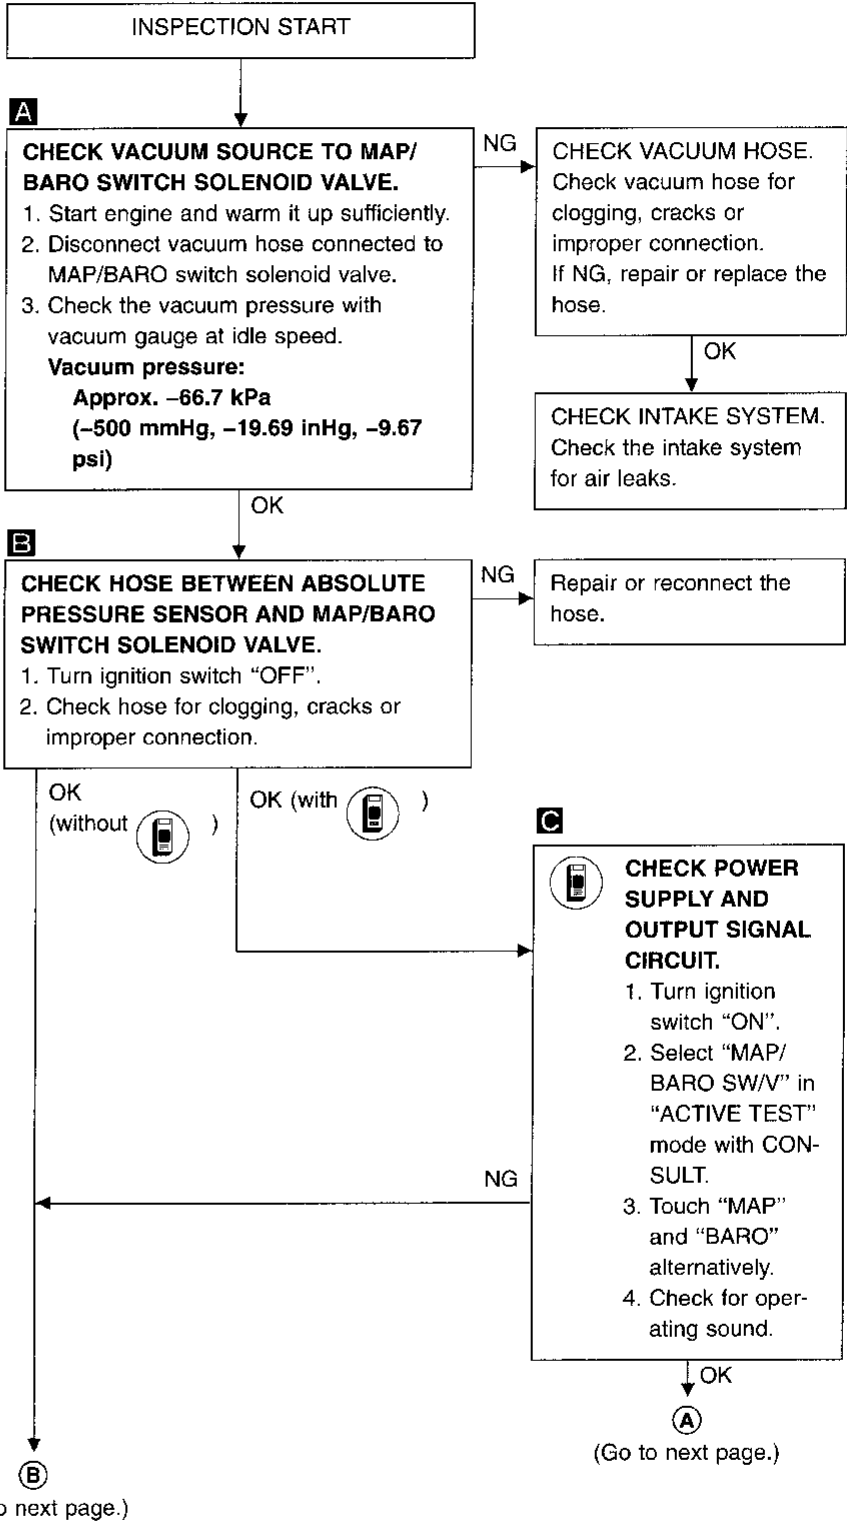 INSPECTION START
A
CHECK VACUUM SOURCE TO MAP/
BARO SWITCH SOLENOID VALVE.
1. Start engine and warm it up sufficiently.
2. Disconnect vacuum hose connected to
MAP/BARO switch solenoid valve.
3. Check the vacuum pressure with
vacuum gauge at idle speed.
Vacuum pressure:
Approx. –66.7 kPa
(–500 mmHg, –19.69 inHg, –9.67
psi)
NG
CHECK VACUUM HOSE.
Check vacuum hose for
clogging, cracks or
improper connection.
If NG, repair or replace the
hose.
OK
CHECK INTAKE SYSTEM.
Check the intake system
for air leaks.
OK
B
CHECK HOSE BETWEEN ABSOLUTE
PRESSURE SENSOR AND MAP/BARO
SWITCH SOLENOID VALVE.
1. Turn ignition switch “OFF”.
2. Check hose for clogging, cracks or
improper connection.
NG
Repair or reconnect the
hose.
OK
(without )
OK (with )
C
CHECK POWER
SUPPLY AND
OUTPUT SIGNAL
CIRCUIT.
1. Turn ignition
switch “ON”.
2. Select “MAP/
BARO SW/V” in
“ACTIVE TEST”
mode with CON-
SULT.
3. Touch “MAP”
and “BARO”
alternatively.
4. Check for oper-
ating sound.
NG
OK
A
(Go to next page.)
B
o next page.)